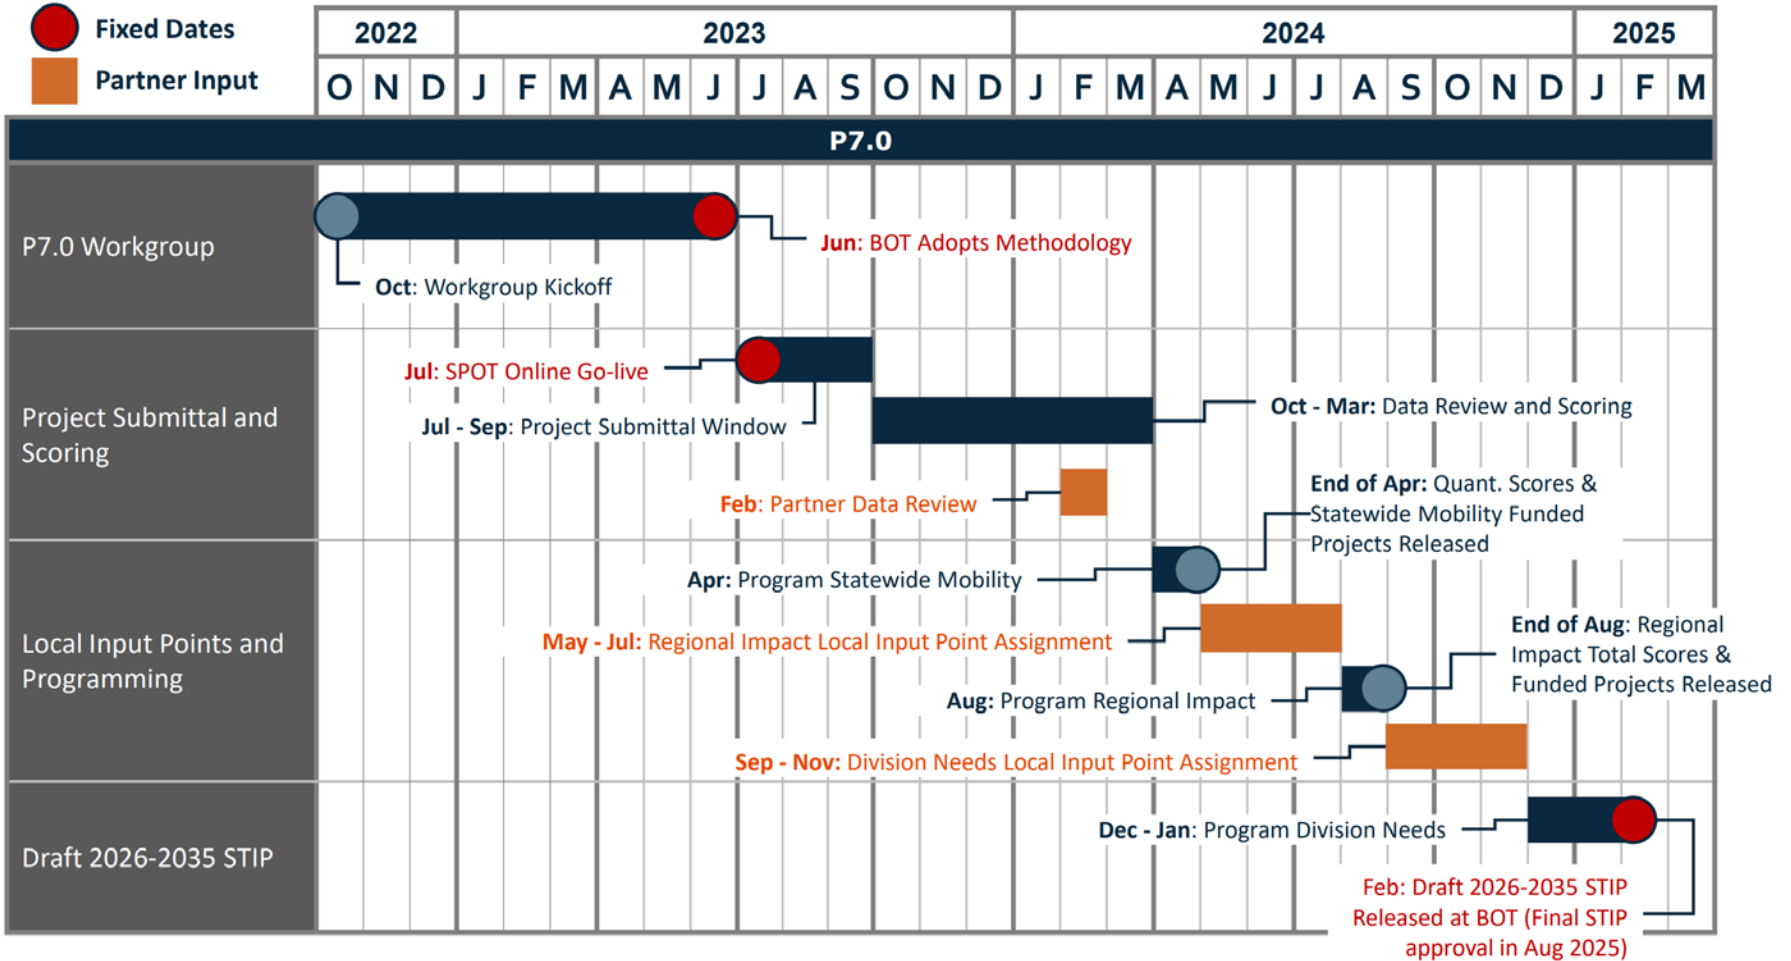 Fixed Dates
Partner Input
2022 2023 2024 2025
O N D J F M A M J J A S O N D J F M A M J J A S O N D J F M
P7.0
P7.0 Workgroup
Jun: BOT Adopts Methodology
Oct: Workgroup Kickoff
Project Submittal and
Scoring
Jul: SPOT Online Go-live
Jul - Sep: Project Submittal Window
Oct - Mar: Data Review and Scoring
Feb: Partner Data Review
End of Apr: Quant. Scores &
Statewide Mobility Funded
Projects Released
Local Input Points and
Programming
Apr: Program Statewide Mobility
May - Jul: Regional Impact Local Input Point Assignment
End of Aug: Regional
Impact Total Scores &
Funded Projects Released
Aug: Program Regional Impact
Sep - Nov: Division Needs Local Input Point Assignment
Draft 2026-2035 STIP
Dec - Jan: Program Division Needs
Feb: Draft 2026-2035 STIP
Released at BOT (Final STIP
approval in Aug 2025)